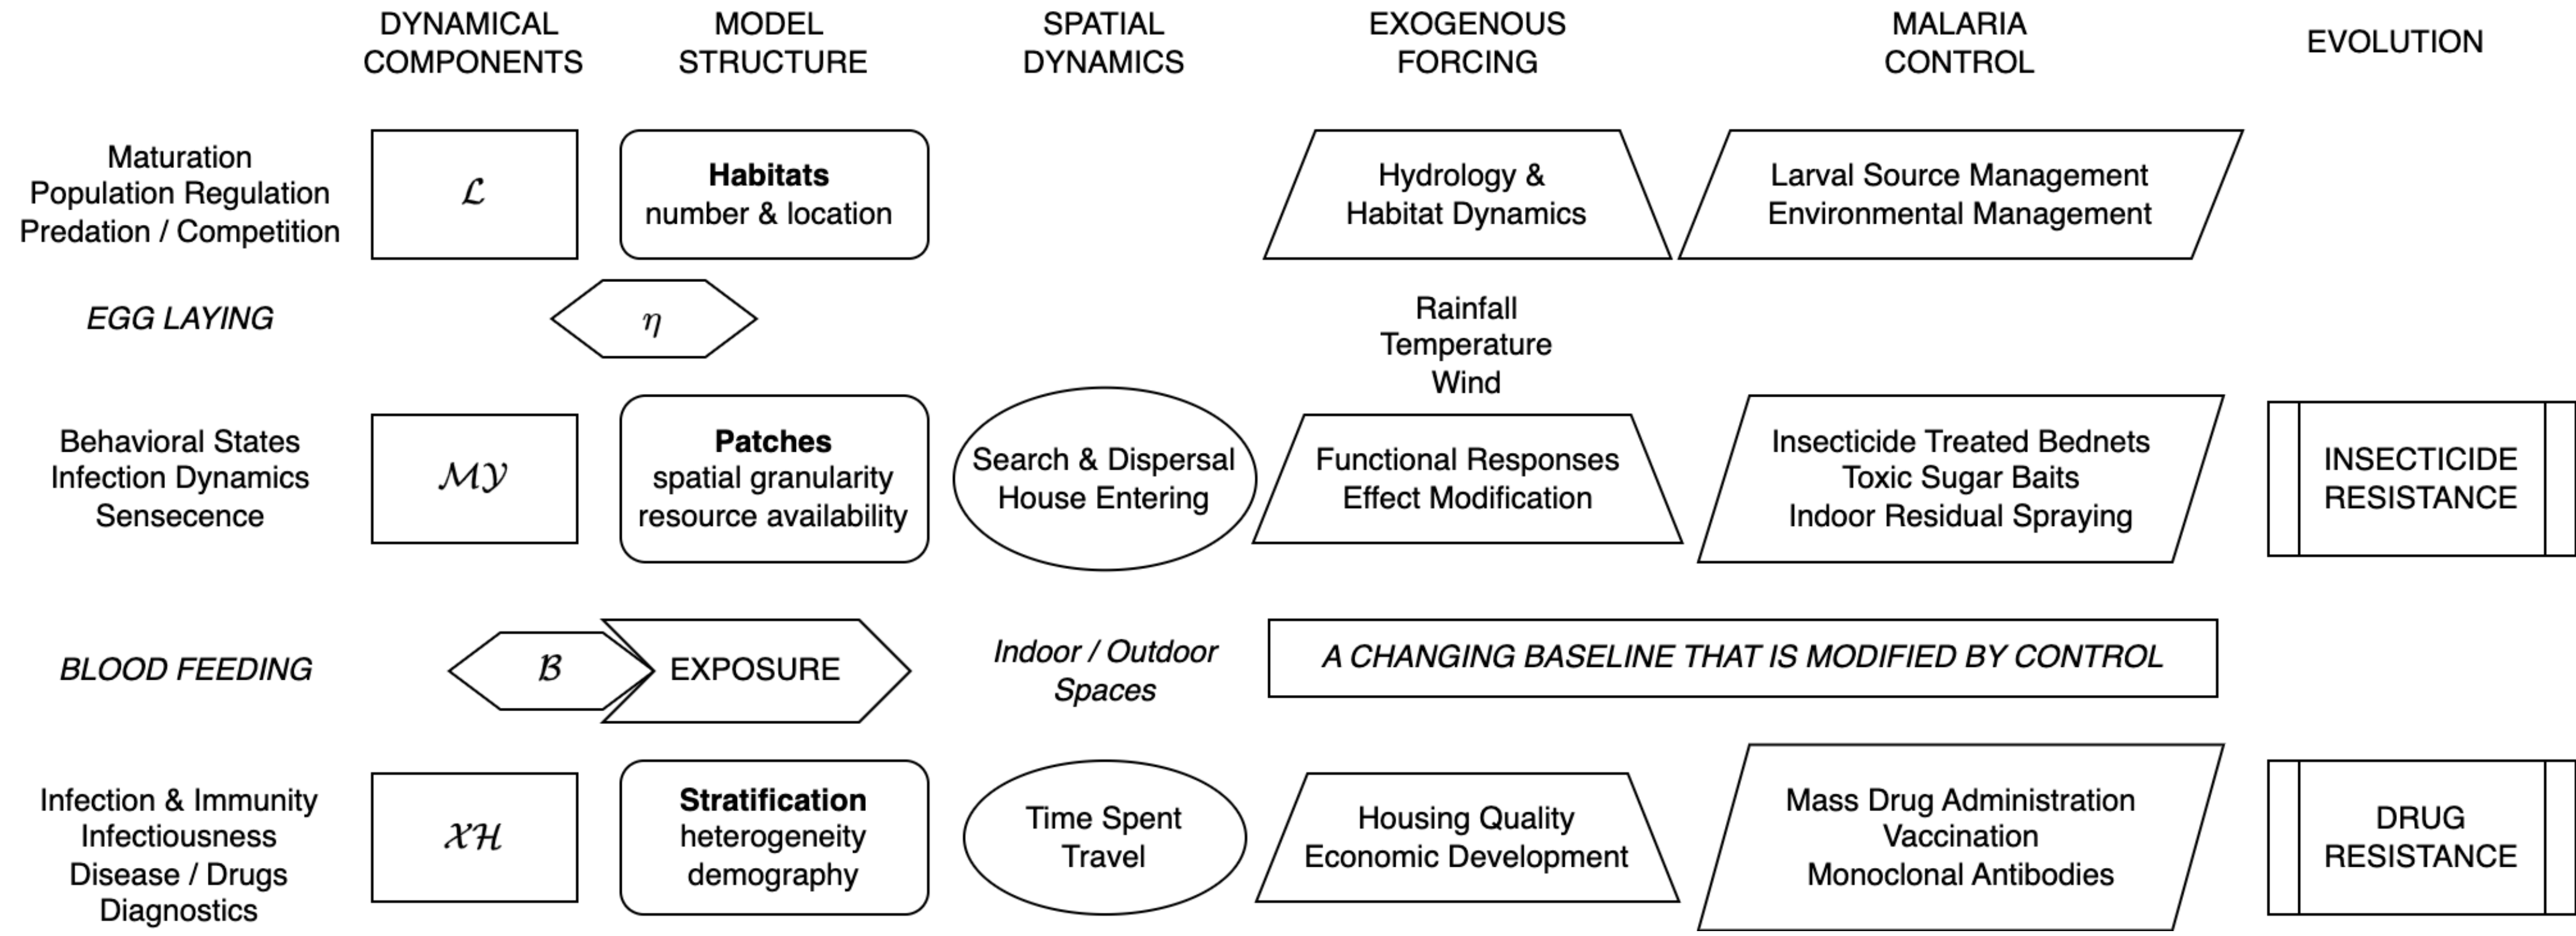 DYNAMICAL
COMPONENTS
MODEL
STRUCTURE
SPATIAL
DYNAMICS
EXOGENOUS
FORCING
MALARIA
CONTROL
EVOLUTION
Maturation
Population Regulation
Predation / Competition
ℒ
Habitats
number & location
Hydrology &
Habitat Dynamics
Larval Source Management
Environmental Management
EGG LAYING
η
Rainfall
Temperature
Wind
Behavioral States
Infection Dynamics
Sensecence
ℳ𝒴
Patches
spatial granularity
resource availability
Search & Dispersal
House Entering
Functional Responses
Effect Modification
Insecticide Treated Bednets
Toxic Sugar Baits
Indoor Residual Spraying
INSECTICIDE
RESISTANCE
BLOOD FEEDING
ℬ
EXPOSURE
Indoor / Outdoor
Spaces
A CHANGING BASELINE THAT IS MODIFIED BY CONTROL
Infection & Immunity
Infectiousness
Disease / Drugs
Diagnostics
𝒳ℋ
Stratification
heterogeneity
demography
Time Spent
Travel
Housing Quality
Economic Development
Mass Drug Administration
Vaccination
Monoclonal Antibodies
DRUG
RESISTANCE